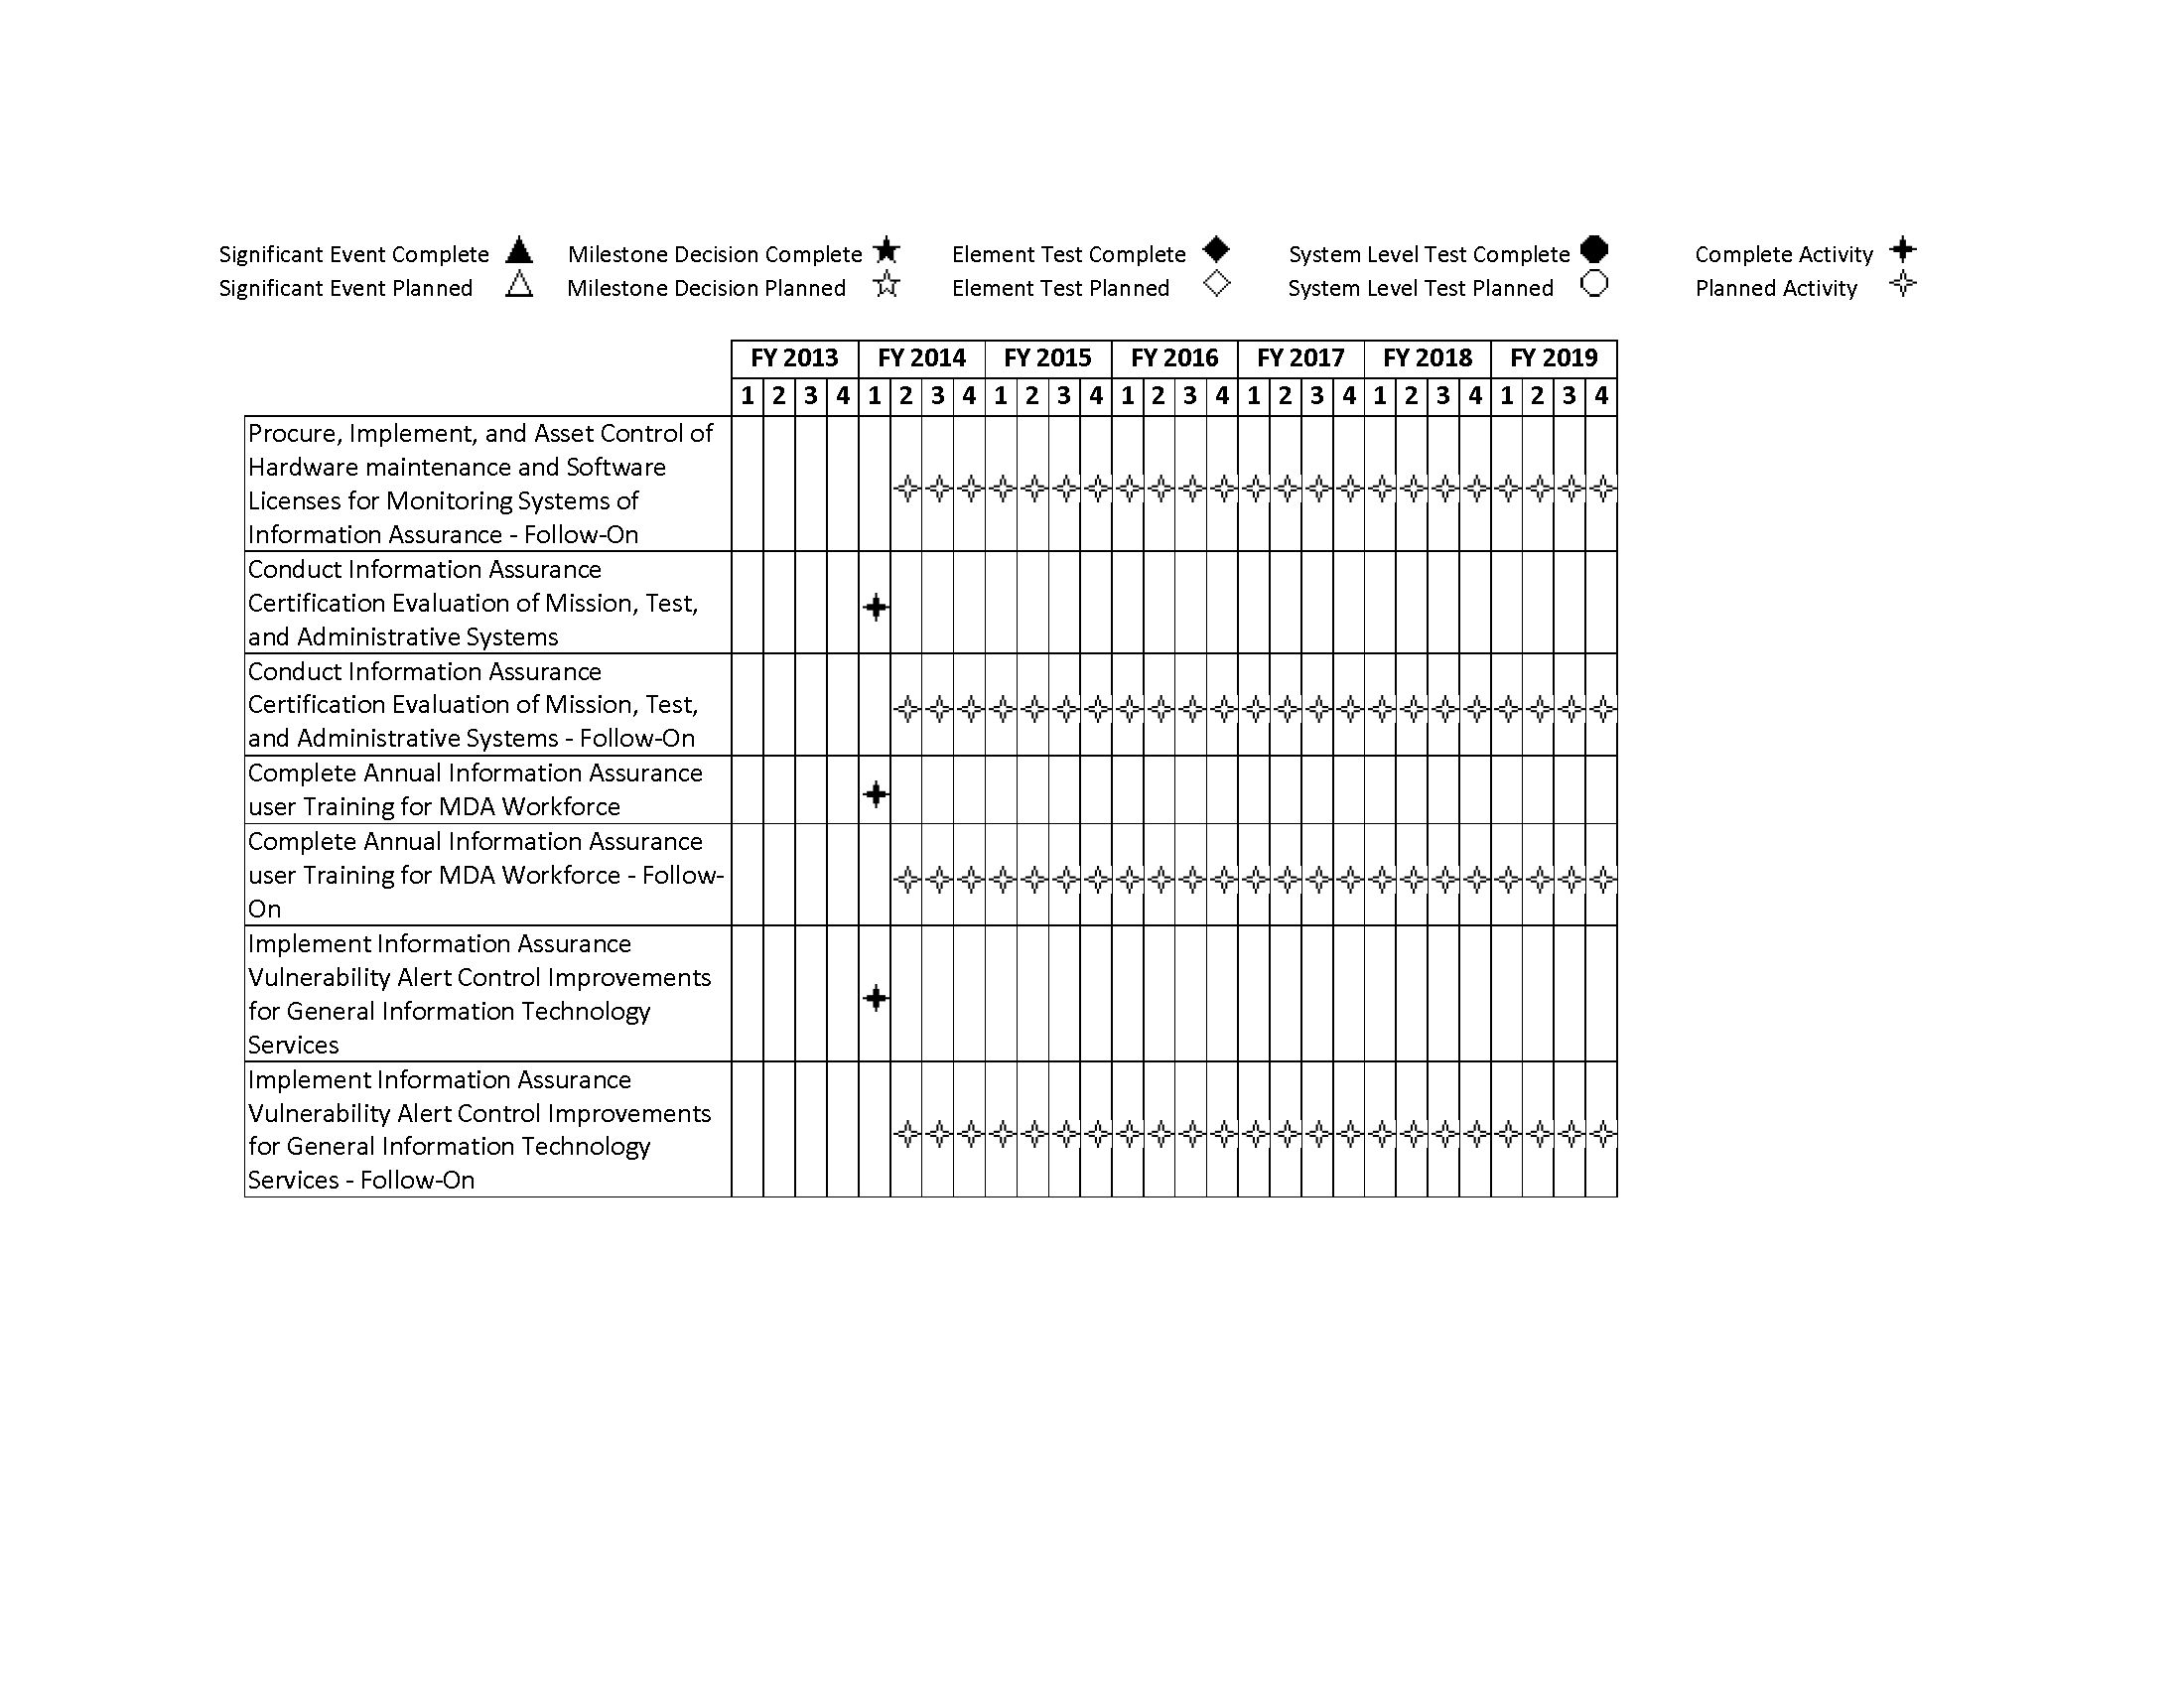 Significant Event Complete Milestone Decision Complete Element Test Complete System Level Test Complete Complete Activity
Significant Event Planned Milestone Decision Planned Element Test Planned System Level Test Planned Planned Activity
FY 2013 FY 2014 FY 2015 FY 2016 FY 2017 FY 2018 FY 2019
1 2 3 4 1 2 3 4 1 2 3 4 1 2 3 4 1 2 3 4 1 2 3 4 1 2 3 4
Procure, Implement, and Asset Control of
Hardware maintenance and Software
Licenses for Monitoring Systems of
Information Assurance - Follow-On
Conduct Information Assurance
Certification Evaluation of Mission, Test,
and Administrative Systems
Conduct Information Assurance
Certification Evaluation of Mission, Test,
and Administrative Systems - Follow-On
Complete Annual Information Assurance
user Training for MDA Workforce
Complete Annual Information Assurance
user Training for MDA Workforce - Follow-
On
Implement Information Assurance
Vulnerability Alert Control Improvements
for General Information Technology
Services
Implement Information Assurance
Vulnerability Alert Control Improvements
for General Information Technology
Services - Follow-On